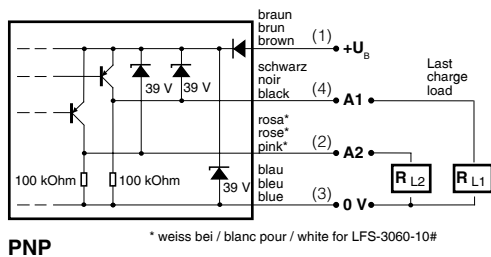 braun
brun
brown
(1)
+UB
schwarz
noir
black
(4)
A1
Last
charge
load
39 V
39 V
rosa*
rose*
pink*
(2)
A2
100 kOhm
100 kOhm
39 V
blau
bleu
blue
(3)
0 V
R L2
R L1
* weiss bei / blanc pour / white for LFS-3060-10#
PNP